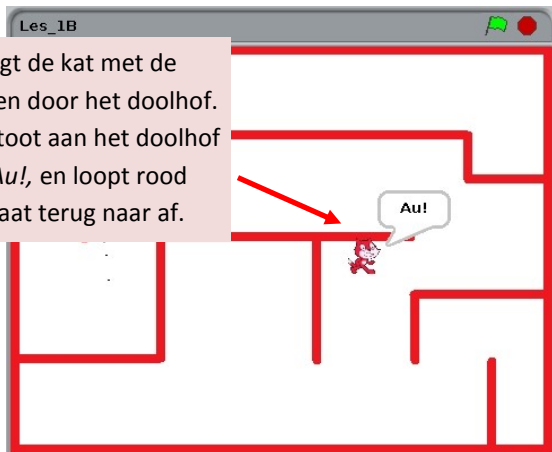 Les_1B
gt de kat met de
en door het doolhof.
toot aan het doolhof
Au!, en loopt rood
aat terug naar af.
Au!